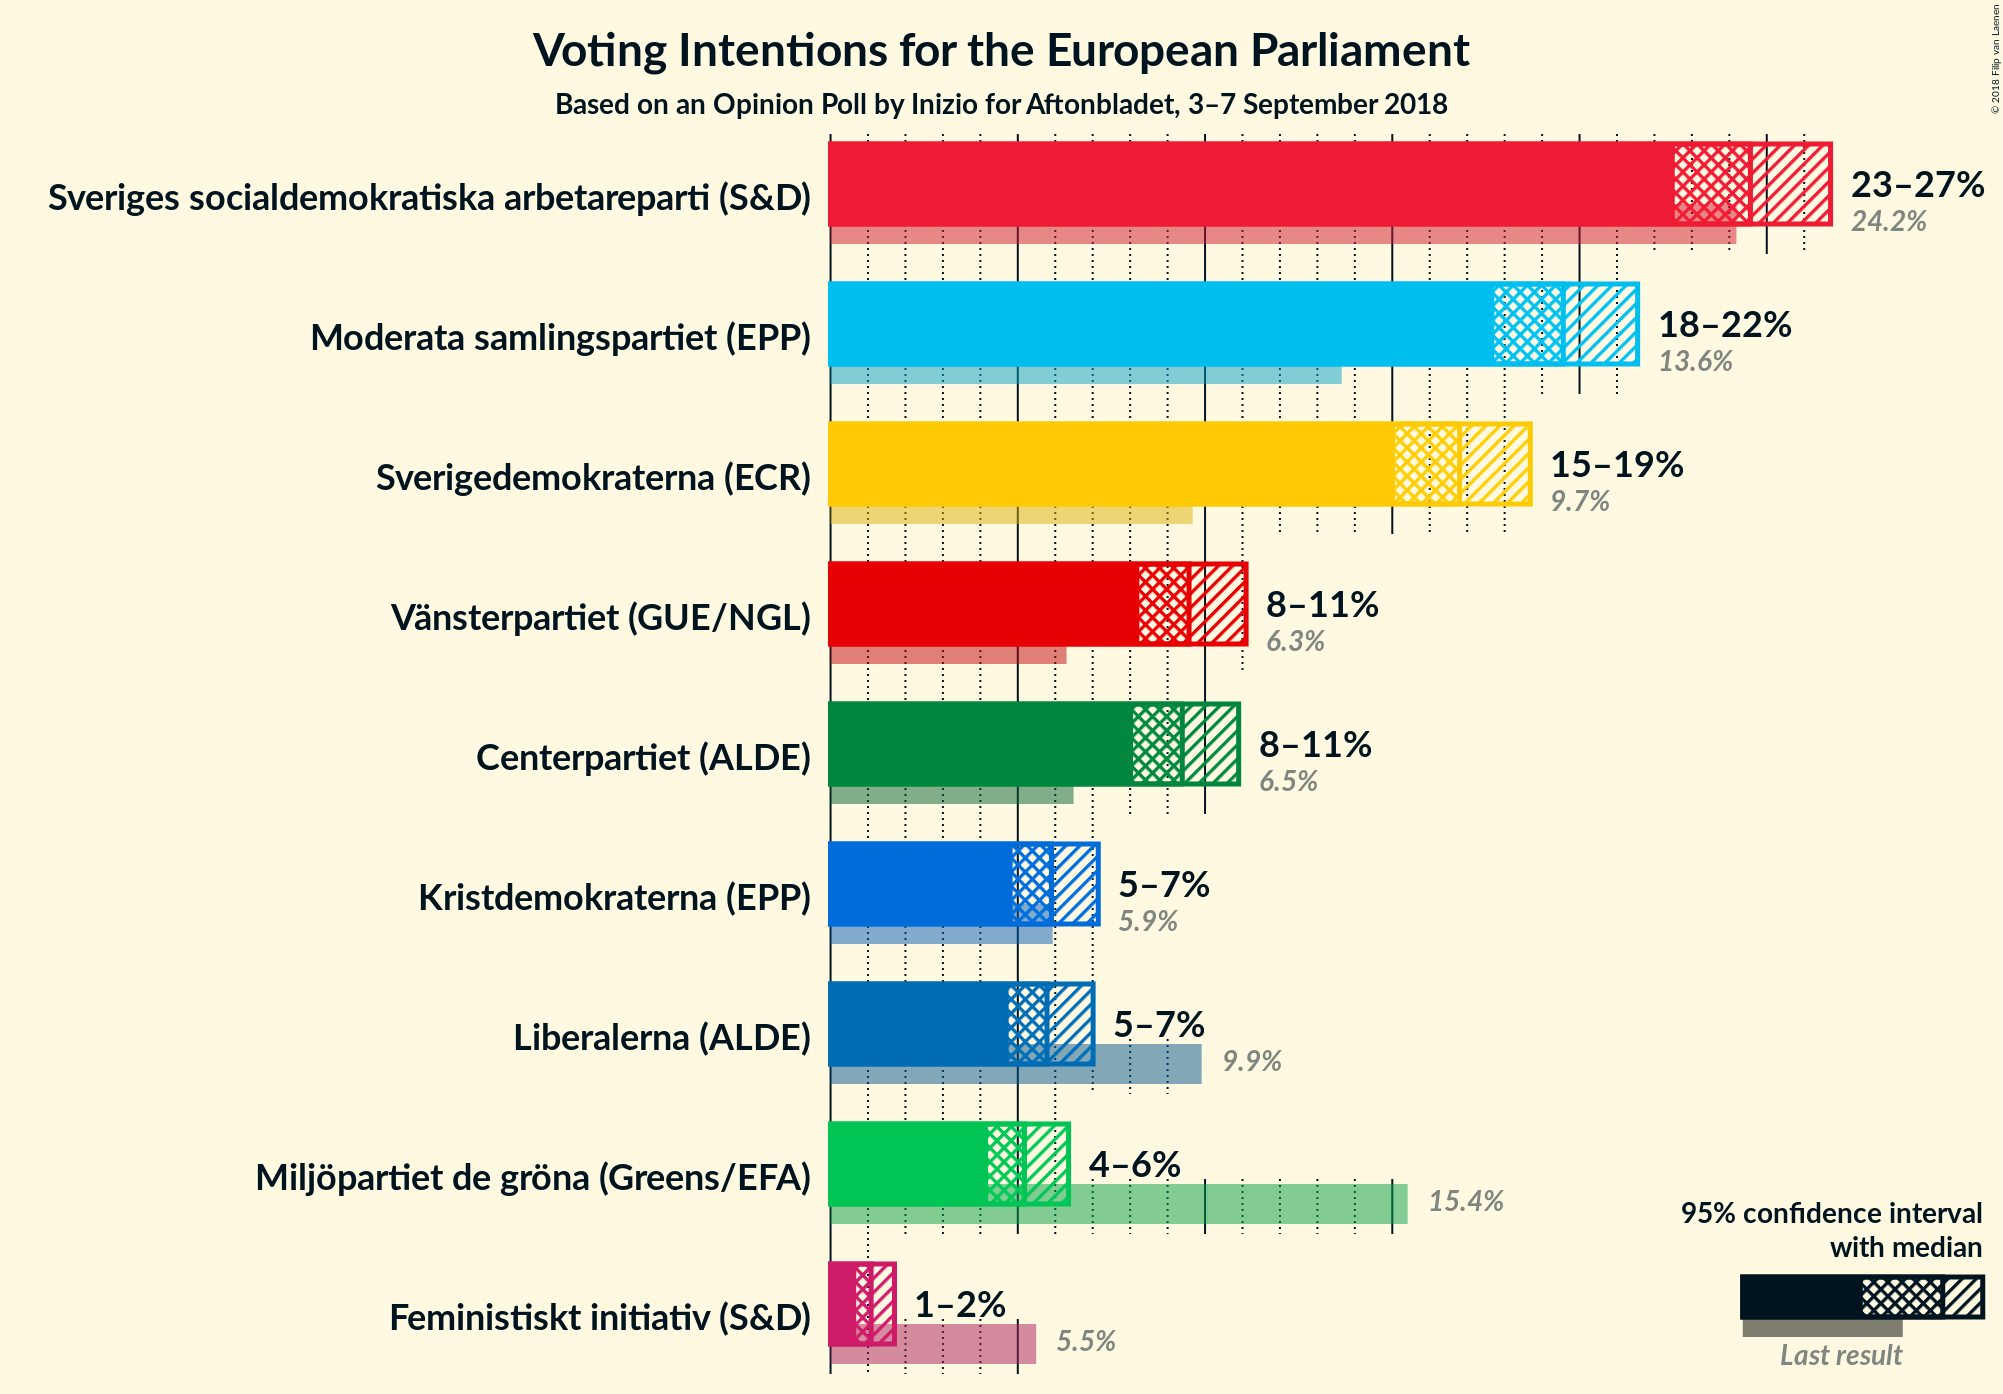 Voting Intentions for the European Parliament
Based on an Opinion Poll by Inizio for Aftonbladet, 3–7 September 2018
© 2018 Filip van Laenen
Sveriges socialdemokratiska arbetareparti (S&D)
23–27%
24.2%
Moderata samlingspartiet (EPP)
18–22%
13.6%
Sverigedemokraterna (ECR)
15–19%
9.7%
Vänsterpartiet (GUE/NGL)
8–11%
6.3%
Centerpartiet (ALDE)
8–11%
6.5%
Kristdemokraterna (EPP)
5–7%
5.9%
Liberalerna (ALDE)
5–7%
9.9%
Miljöpartiet de gröna (Greens/EFA)
4–6%
15.4%
Feministiskt initiativ (S&D)
1–2%
5.5%
95% confidence interval
with median
Last result